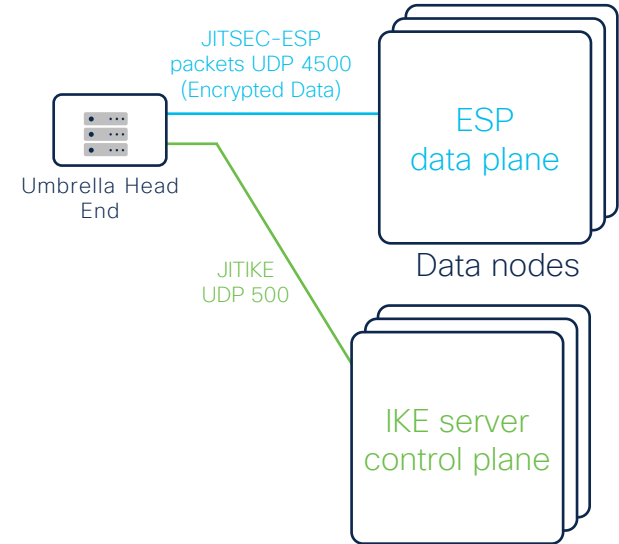 JITSEC-ESP
packets UDP 4500
(Encrypted Data)
ESP
data plane
Umbrella Head
End
Data nodes
JITIKE
UDP 500
IKE server
control plane